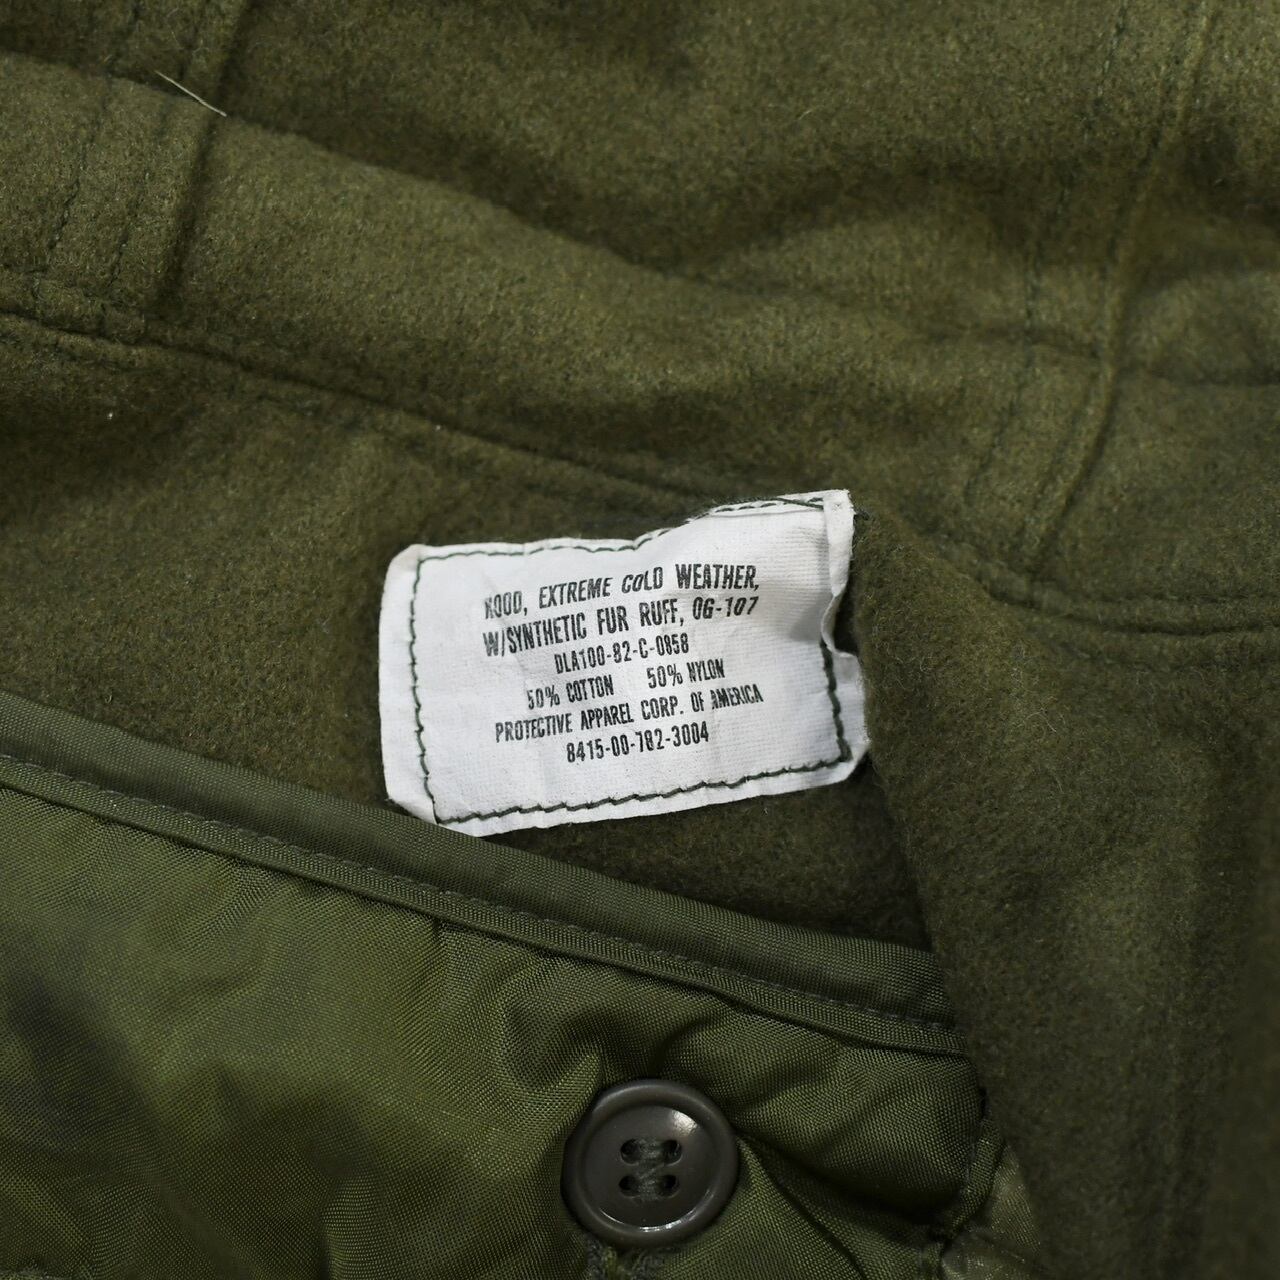 HOOD, EXTREME COLD WEATHER,
W/SYNTHETIC FUR RUFF, OG-107
DLA100-82-C-0858
50% COTTON 50% NYLON
PROTECTIVE APPAREL CORP. OF AMERICA
8415-00-782-3004